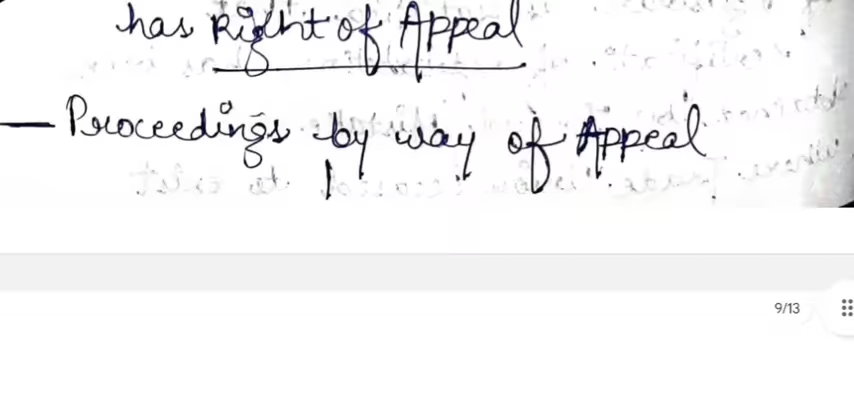 has Right of Appeal
— Proceedings by way of Appeal
9/13